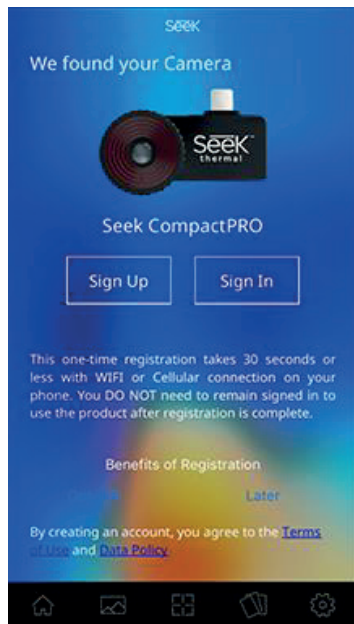 Seek
We found your Camera
Seek
thermal
Seek CompactPRO
Sign Up Sign In
This one-time registration takes 30 seconds or
less with WIFI or Cellular connection on your
phone. You DO NOT need to remain signed in to
use the product after registration is complete.
Benefits of Registration
Later
By creating an account, you agree to the Terms
of Use and Data Policy